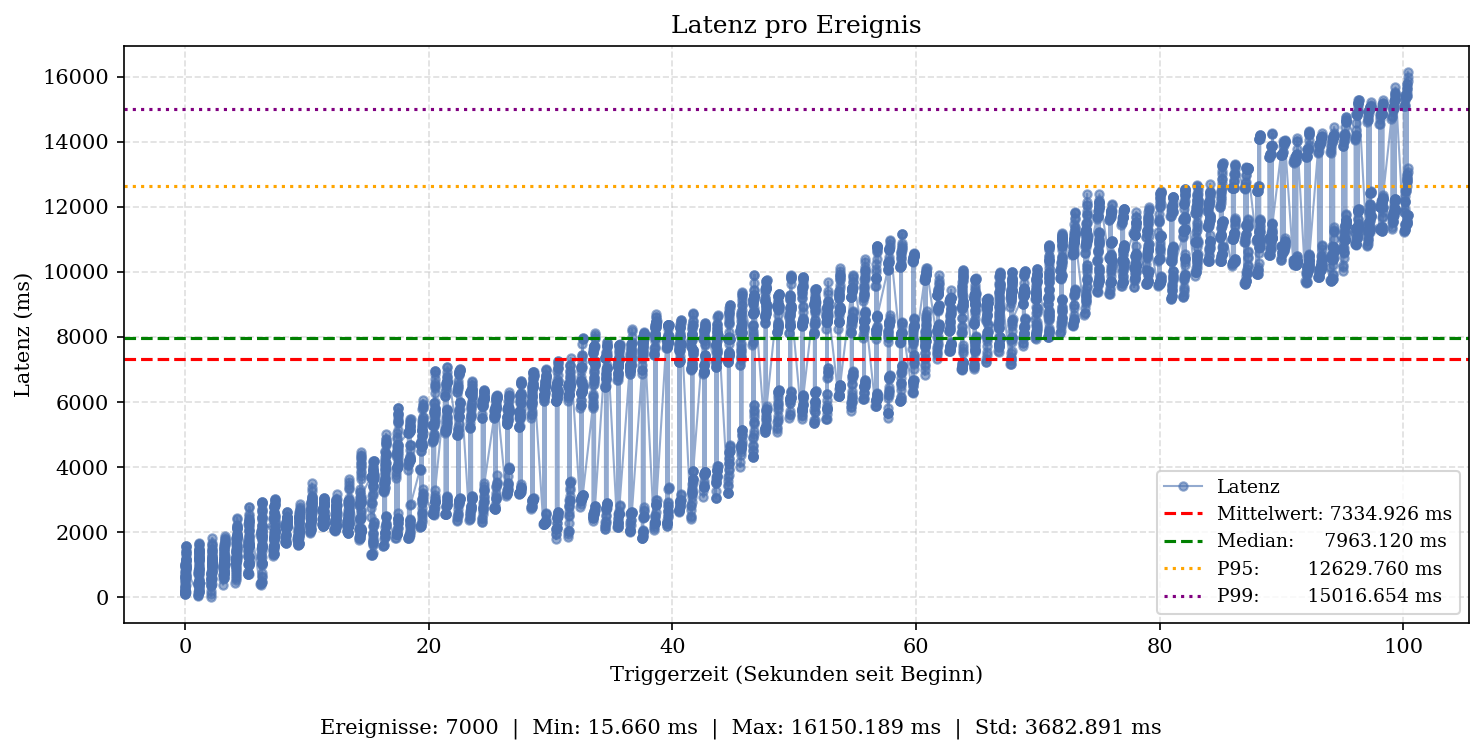 Latenz pro Ereignis
Latenz (ms)
16000
14000
12000
10000
8000
6000
4000
2000
0
Latenz
Mittelwert: 7334.926 ms
Median: 7963.120 ms
P95: 12629.760 ms
P99: 15016.654 ms
0 20 40 60 80 100
Triggerzeit (Sekunden seit Beginn)
Ereignisse: 7000 | Min: 15.660 ms | Max: 16150.189 ms | Std: 3682.891 ms